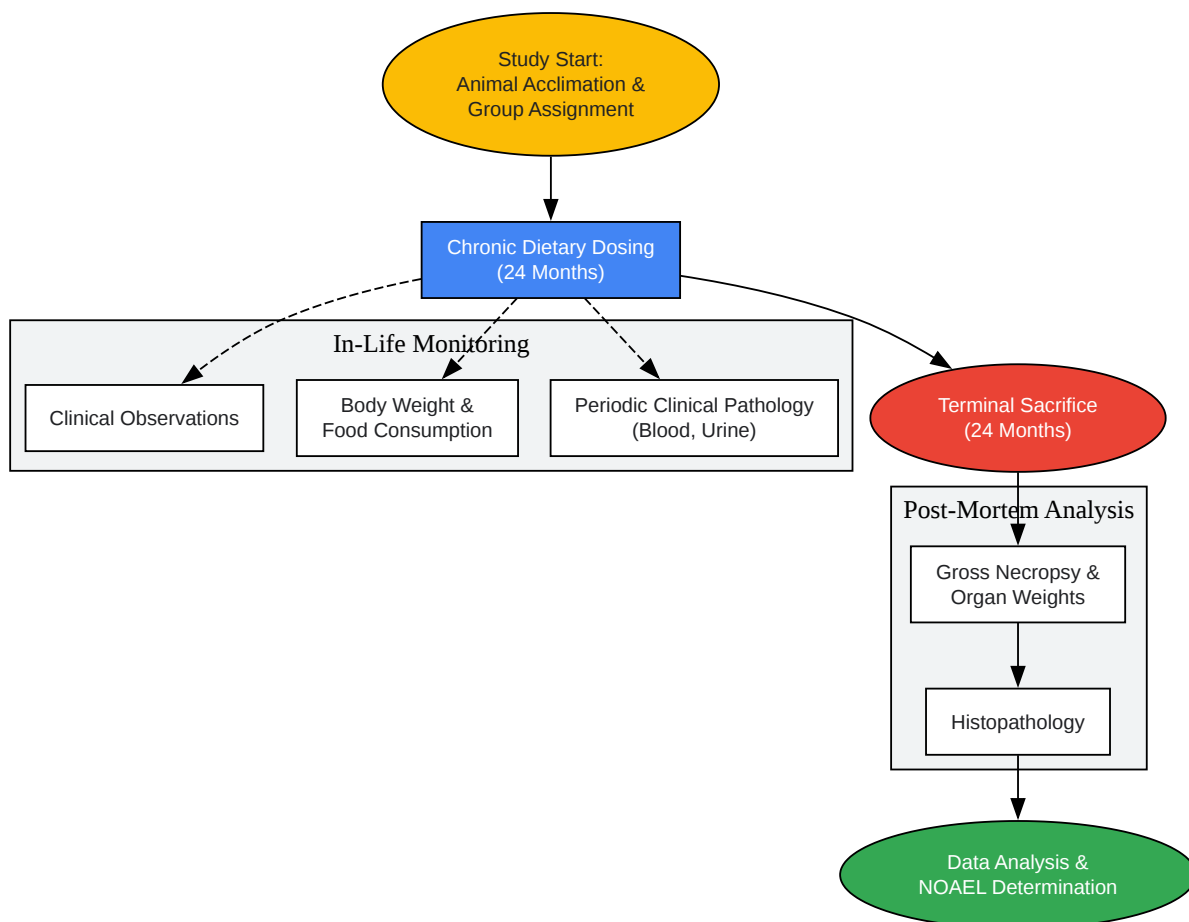 Study Start:
Animal Acclimation &
Group Assignment
Chronic Dietary Dosing
(24 Months)
In-Life Monitoring
Clinical Observations
Body Weight &
Food Consumption
Periodic Clinical Pathology
(Blood, Urine)
Terminal Sacrifice
(24 Months)
Post-Mortem Analysis
Gross Necropsy &
Organ Weights
Histopathology
Data Analysis &
NOAEL Determination